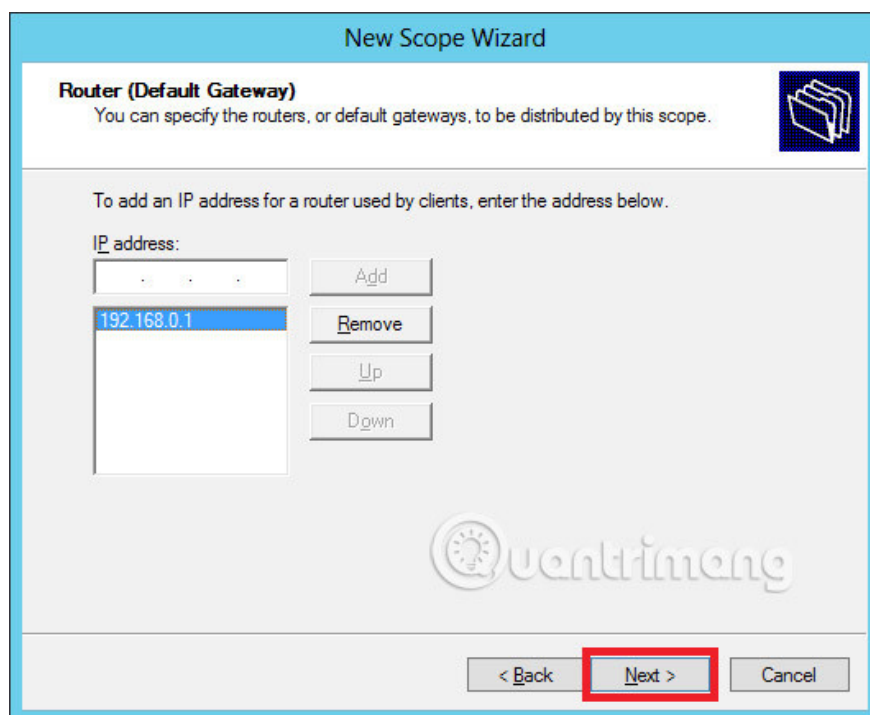 New Scope Wizard
Router (Default Gateway)
You can specify the routers, or default gateways, to be distributed by this scope.
To add an IP address for a router used by clients, enter the address below.
IP address:
. . . Add
192.168.0.1
Remove
Up
Down
Quantrimang
< Back Next > Cancel